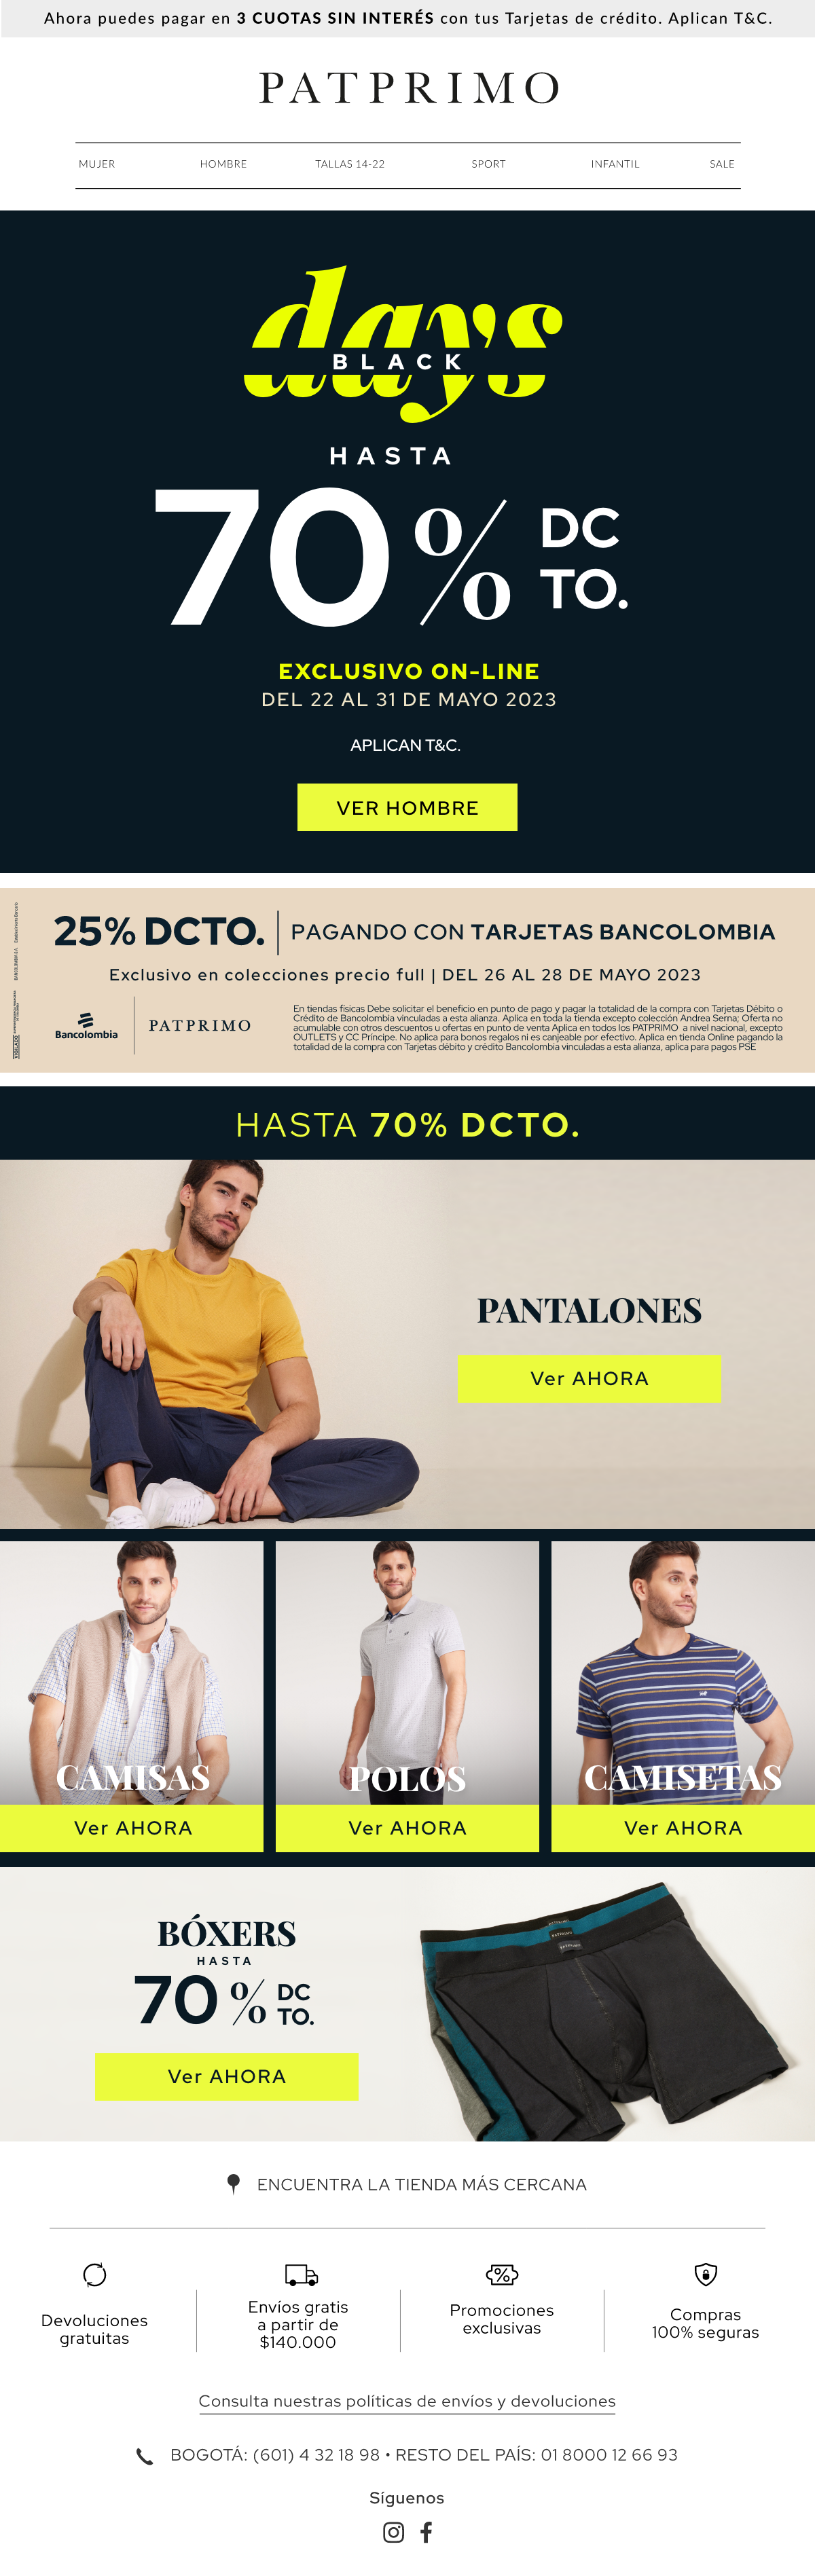 Ahora puedes pagar en 3 CUOTAS SIN INTERÉS con tus Tarjetas de crédito. Aplican T&C.
PATPRIMO
MUJER HOMBRE TALLAS 14-22 SPORT INFANTIL SALE
days
BLACK
HASTA
70% DC
TO.
EXCLUSIVO ON-LINE
DEL 22 AL 31 DE MAYO 2023
APLICAN T&C.
VER HOMBRE
25% DCTO. | PAGANDO CON TARJETAS BANCOLOMBIA
Exclusivo en colecciones precio full | DEL 26 AL 28 DE MAYO 2023
Bancolombia PATPRIMO
En tiendas físicas Debe solicitar el beneficio en punto de pago y pagar la totalidad de la compra con Tarjetas Débito o
Crédito de Bancolombia vinculadas a esta alianza. Aplica en toda la tienda excepto colección Andrea Serna; Oferta no
acumulable con otros descuentos u ofertas en punto de venta Aplica en todos los PATPRIMO a nivel nacional, excepto
OUTLETS y CC Principe. No aplica para bonos regalos ni es canjeable por efectivo. Aplica en tienda Online pagando la
totalidad de la compra con Tarjetas débito y crédito Bancolombia vinculadas a esta alianza, aplica para pagos PSE
HASTA 70% DCTO.
PANTALONES
Ver AHORA
CAMISAS POLOS CAMISETAS
Ver AHORA Ver AHORA Ver AHORA
BÓXERS
HASTA
70% DC
TO.
Ver AHORA
PATPRIMO
PATPRIMO
PATPRIMO
ENCUENTRA LA TIENDA MÁS CERCANA
Devoluciones
gratuitas
Envíos gratis
a partir de
$140.000
Promociones
exclusivas
Compras
100% seguras
Consulta nuestras políticas de envíos y devoluciones
BOGOTÁ: (601) 4 32 18 98 • RESTO DEL PAÍS: 01 8000 12 66 93
Síguenos